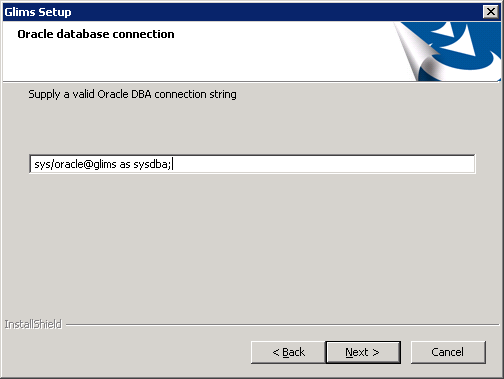 Glims Setup
Oracle database connection
Supply a valid Oracle DBA connection string
sys/oracle@glims as sysdba;
InstallShield
< Back
Next >
Cancel